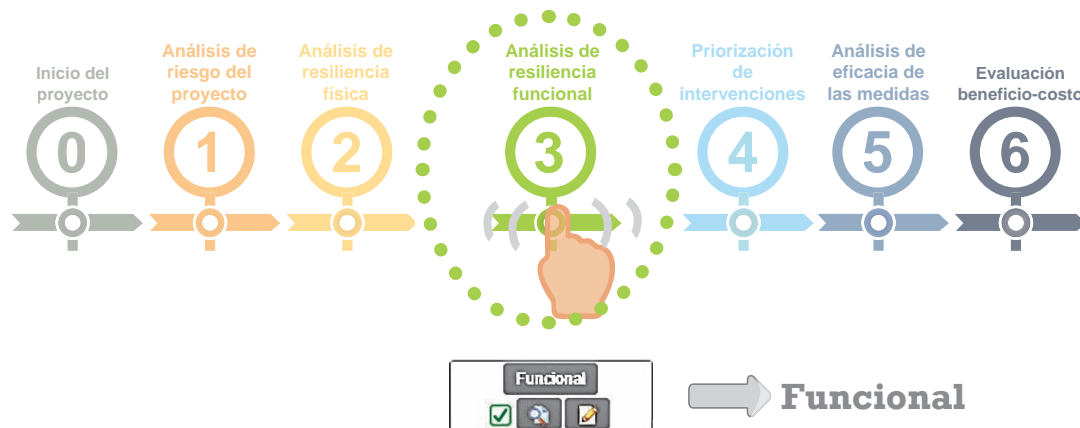 Inicio del
proyecto
0
Análisis de
riesgo del
proyecto
1
Análisis de
resiliencia
física
2
Análisis de
resiliencia
funcional
3
Priorización
de
intervenciones
4
Análisis de
eficacia de
las medidas
5
Evaluación
beneficio-costo
6
Funcional
Funcional